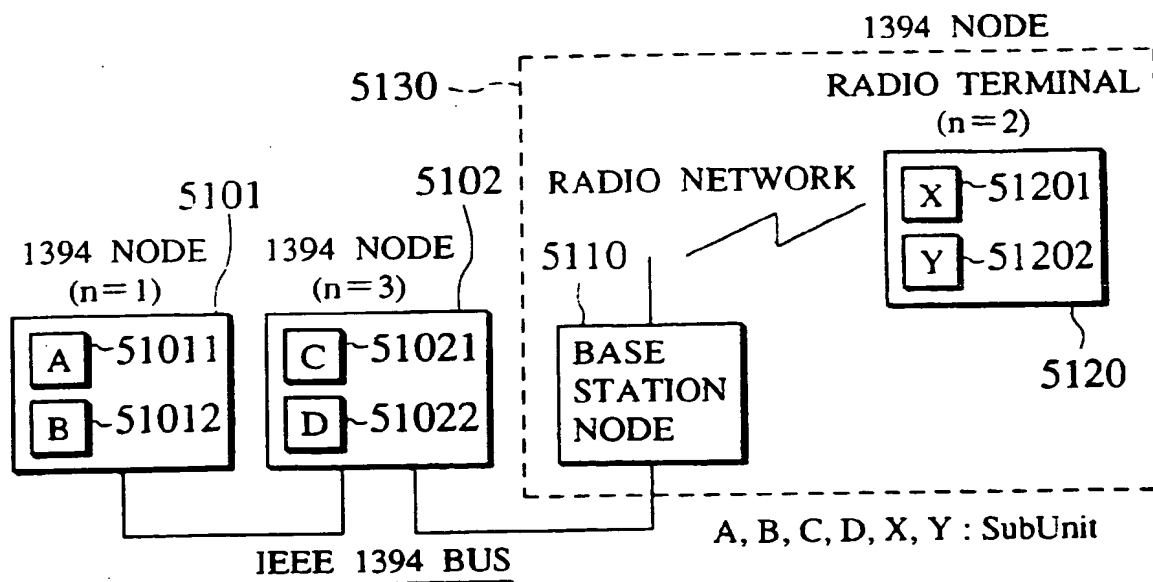 1394 NODE
5130
RADIO TERMINAL
(n=2)
5101
5102
RADIO NETWORK
X
51201
1394 NODE
(n=1)
1394 NODE
(n=3)
5110
Y
51202
A
51011
C
51021
BASE
STATION
NODE
5120
B
51012
D
51022
A, B, C, D, X, Y : SubUnit
IEEE 1394 BUS